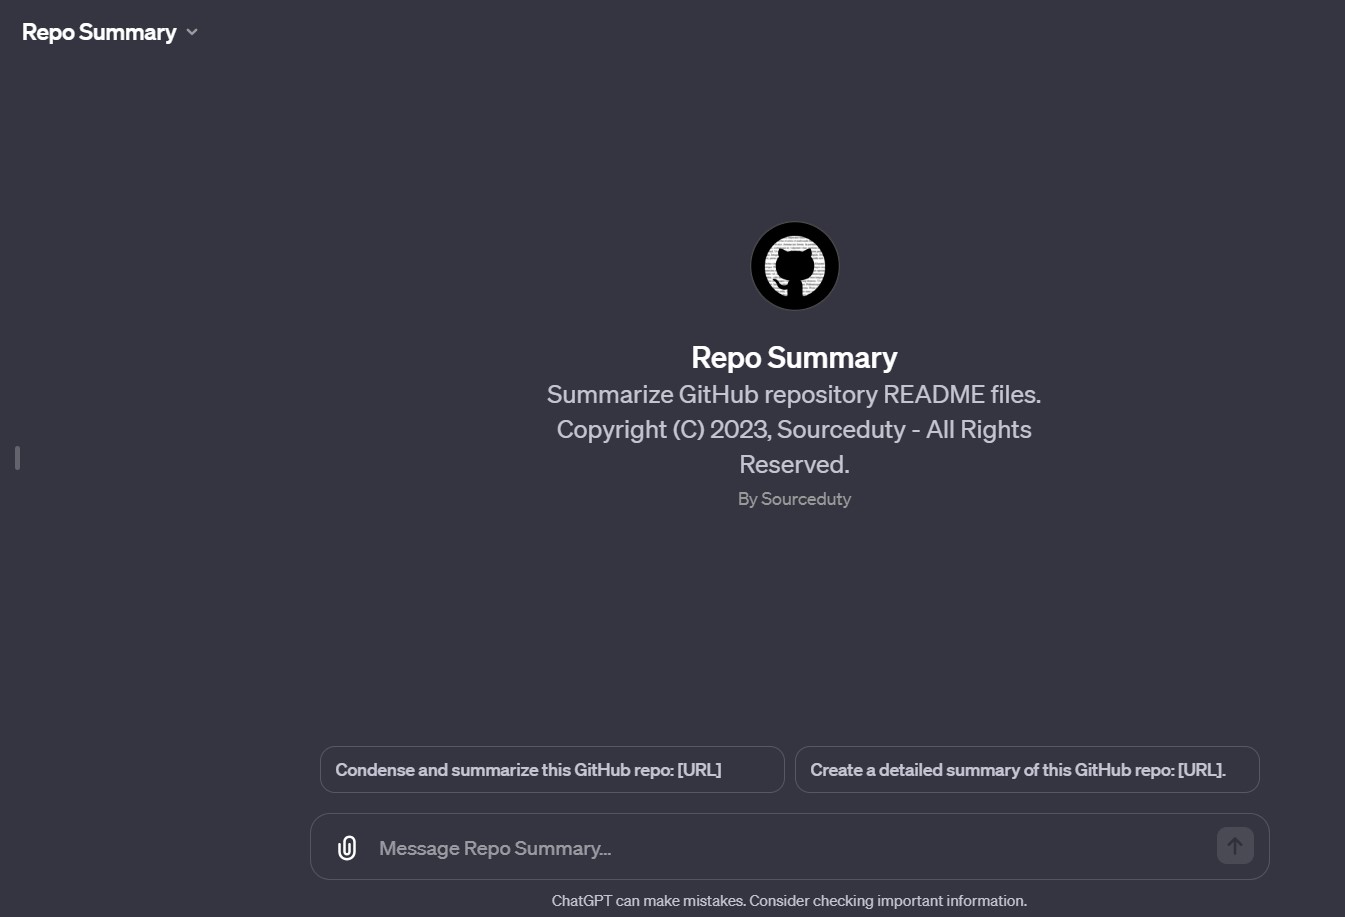 Repo Summary
Repo Summary
Summarize GitHub repository README files.
Copyright (C) 2023, Sourceduty - All Rights
Reserved.
By Sourceduty
Condense and summarize this GitHub repo: [URL]
Create a detailed summary of this GitHub repo: [URL].
Message Repo Summary...
ChatGPT can make mistakes. Consider checking important information.